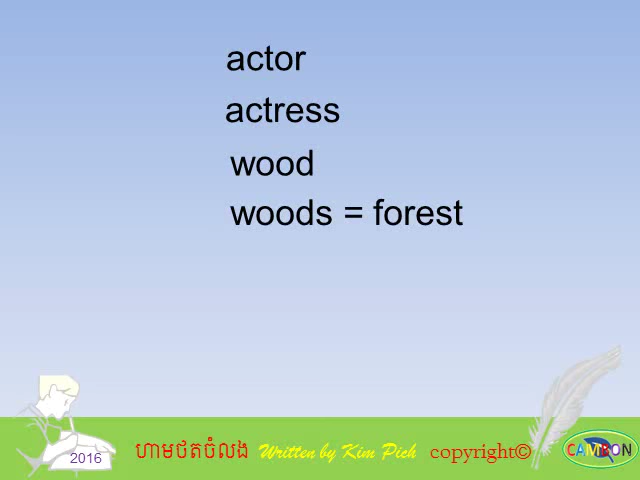 actor
actress
wood
woods = forest
2016 ហាមថតចំលង Written by Kim Pich copyright© CAMBON